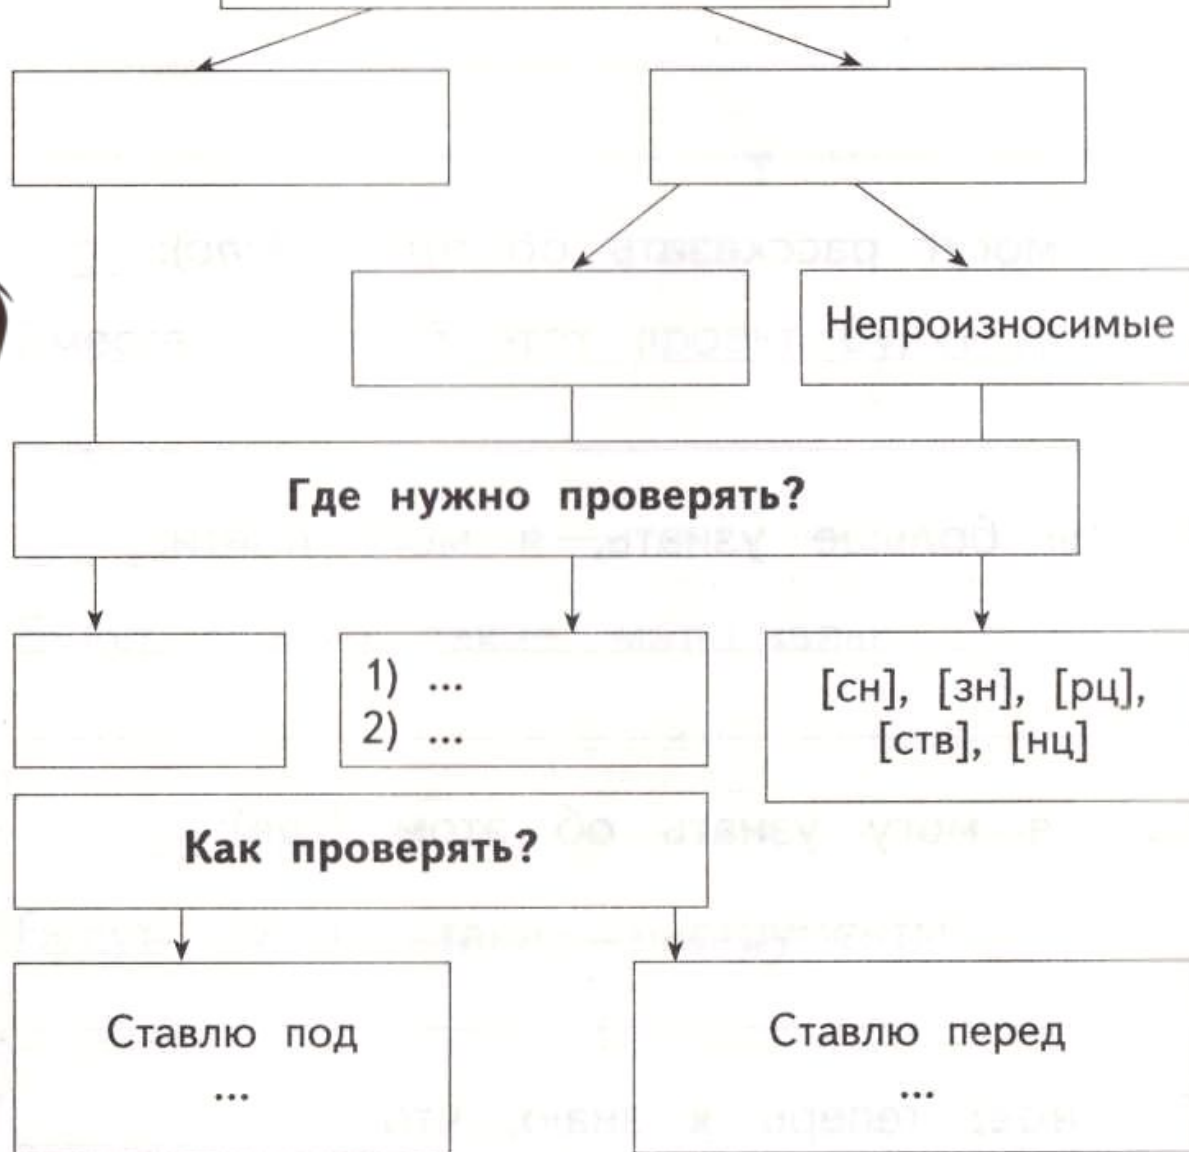 Непроизносимые
Где нужно проверять?
1) ...
2) ...
[сн], [зн], [рц],
[ств], [нц]
Как проверять?
Ставлю под
...
Ставлю перед
...